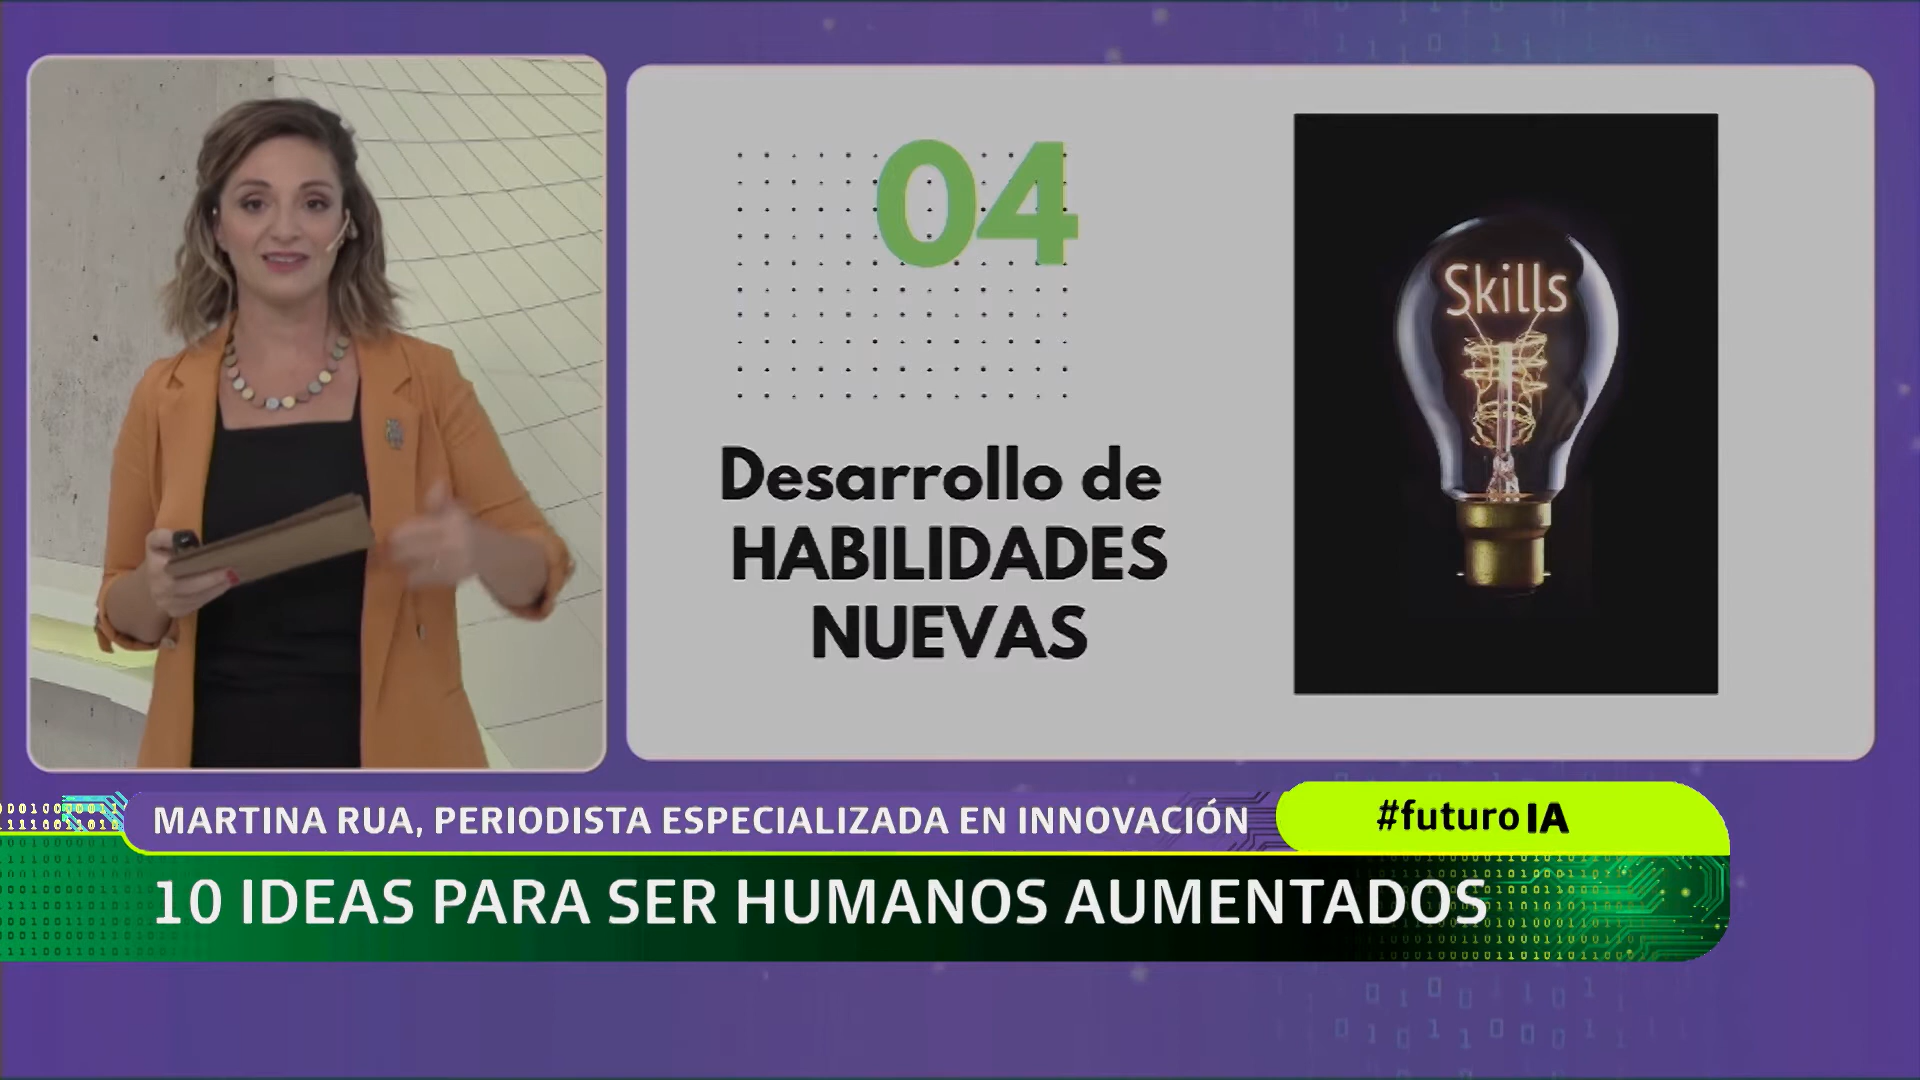 04
Desarrollo de
HABILIDADES
NUEVAS
Skills
MARTINA RUA, PERIODISTA ESPECIALIZADA EN INNOVACIÓN
#futuroIA
10 IDEAS PARA SER HUMANOS AUMENTADOS